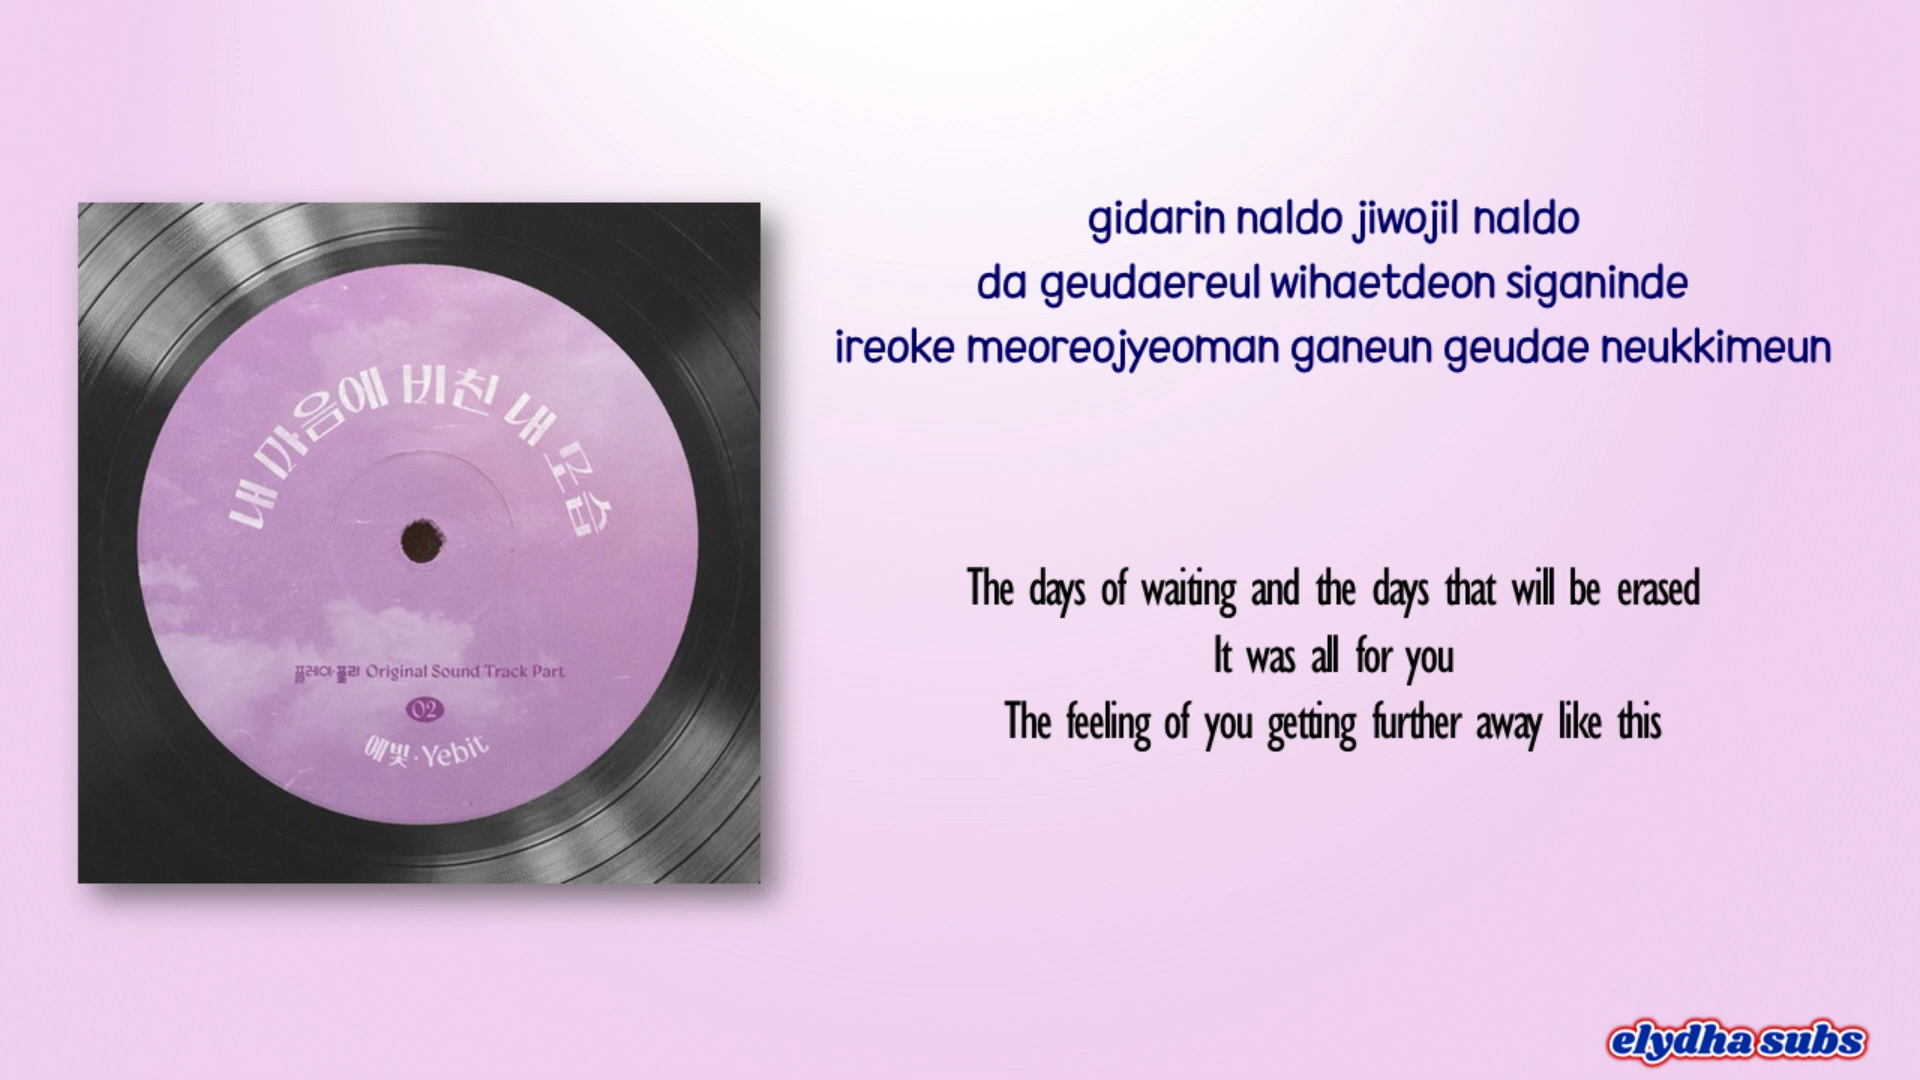 내 마음에 비친 내 모습
플레이·풀리 Original Sound Track Part
02
예빛·Yebit
gidarin naldo jiwojil naldo
da geudaereul wihaetdeon siganinde
ireoke meoreojyeoman ganeun geudae neukkimeun
The days of waiting and the days that will be erased
It was all for you
The feeling of you getting further away like this
elydha subs